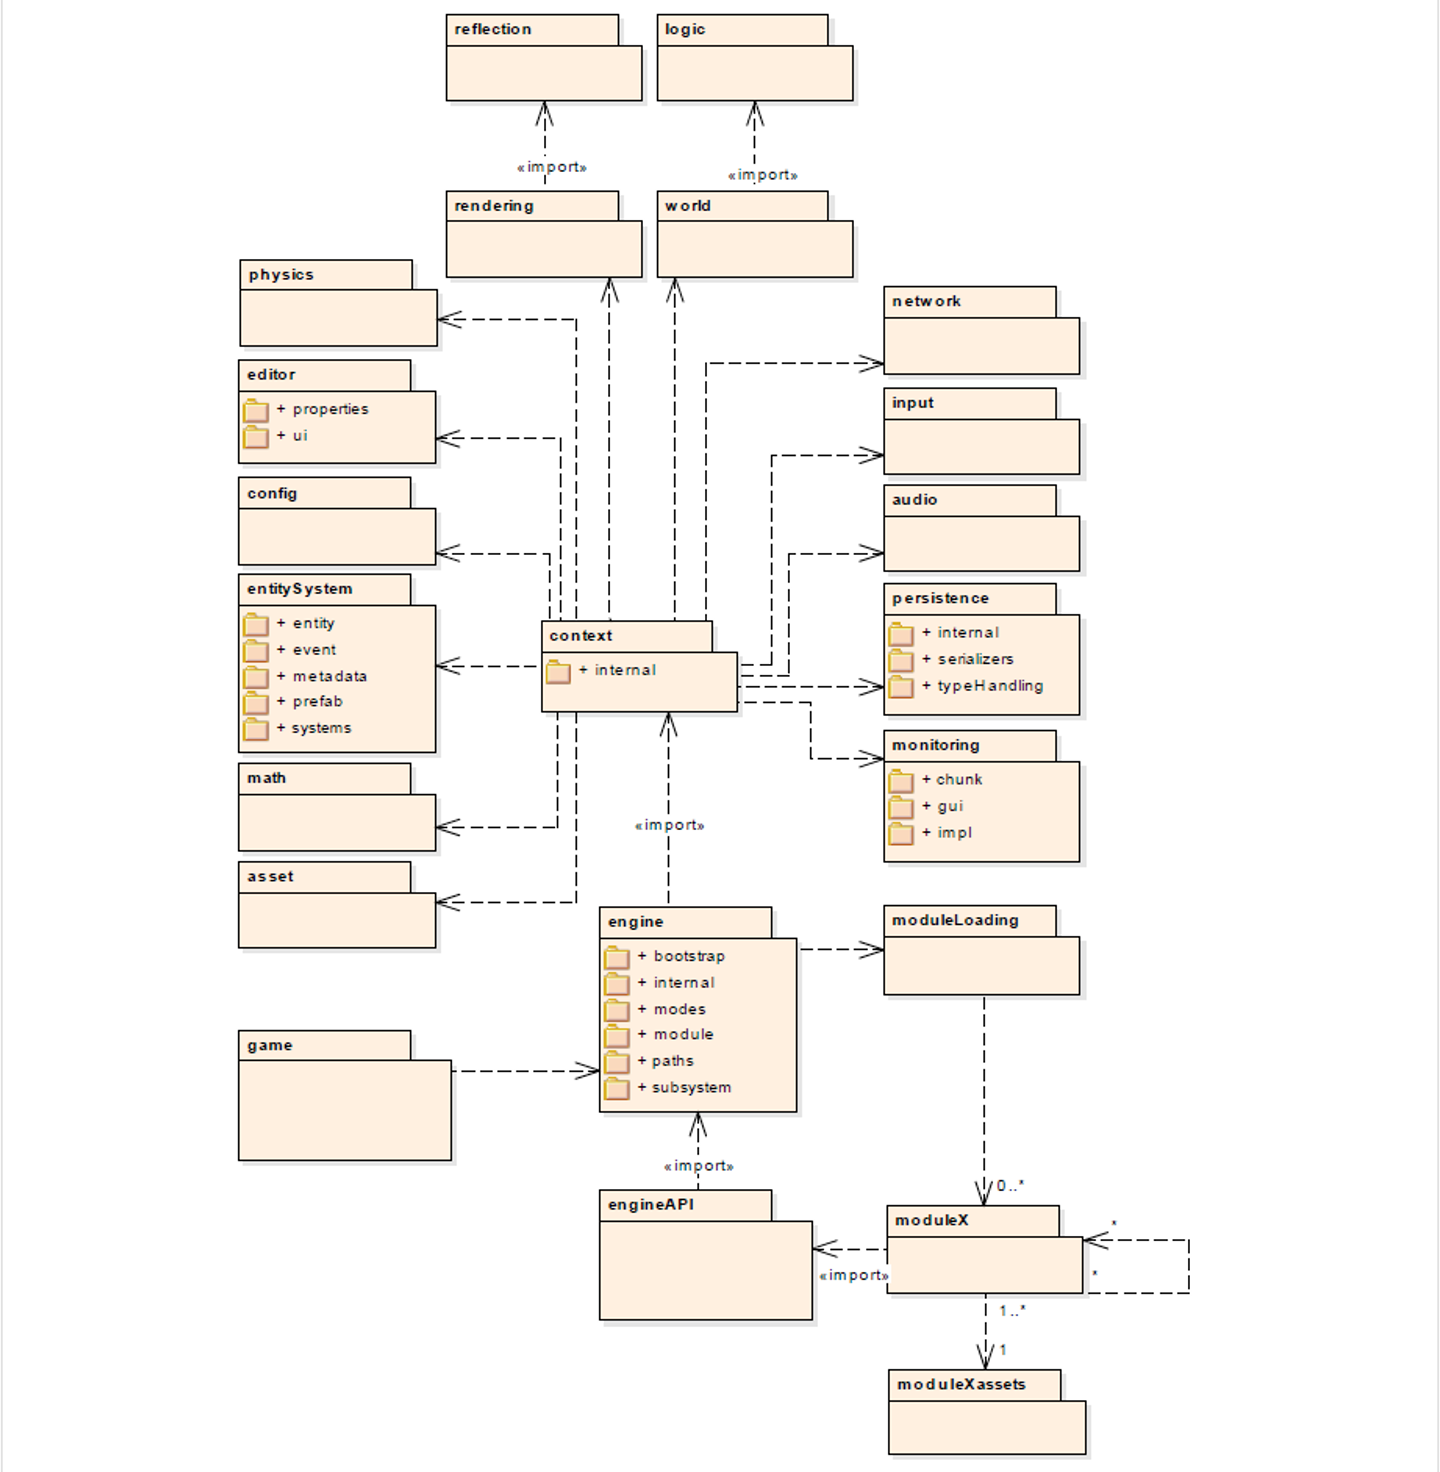 reflection
logic
«import»
«import»
rendering
world
physics
network
editor
+ properties
+ ui
input
config
audio
entitySystem
+ entity
+ event
+ metadata
+ prefab
+ systems
context
+ internal
persistence
+ internal
+ serializers
+ typeHandling
monitoring
+ chunk
+ gui
+ impl
math
«import»
asset
engine
+ bootstrap
+ internal
+ modes
+ module
+ paths
+ subsystem
moduleLoading
game
«import»
0..*
engineAPI
moduleX
*
*
«import»
1..*
1
moduleXassets